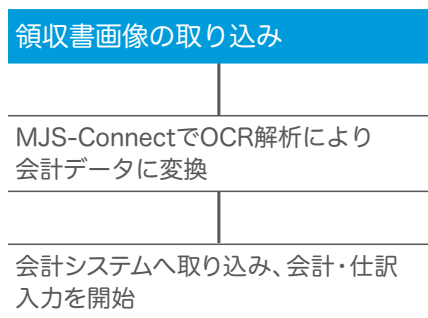 領収書画像の取り込み
MJS-ConnectでOCR解析により
会計データに変換
会計システムへ取り込み、会計・仕訳
入力を開始